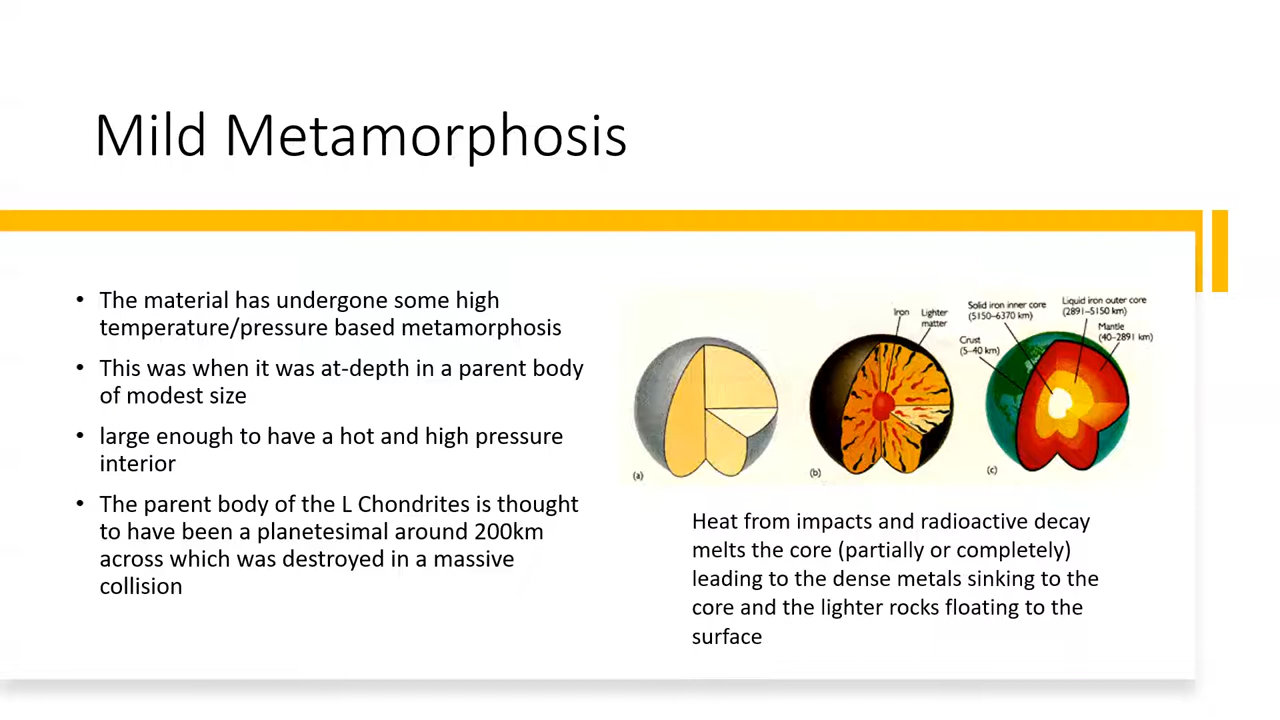 Mild Metamorphosis
• The material has undergone some high
temperature/pressure based metamorphosis
• This was when it was at-depth in a parent body
of modest size
• large enough to have a hot and high pressure
interior
• The parent body of the L Chondrites is thought
to have been a planetesimal around 200km
across which was destroyed in a massive
collision
(a)
Iron
Lighter
matter
(b)
Solid iron inner core
(5150–6370 km)
Liquid iron outer core
(2891–5150 km)
Mantle
(40–2891 km)
Crust
(5–40 km)
(c)
Heat from impacts and radioactive decay
melts the core (partially or completely)
leading to the dense metals sinking to the
core and the lighter rocks floating to the
surface